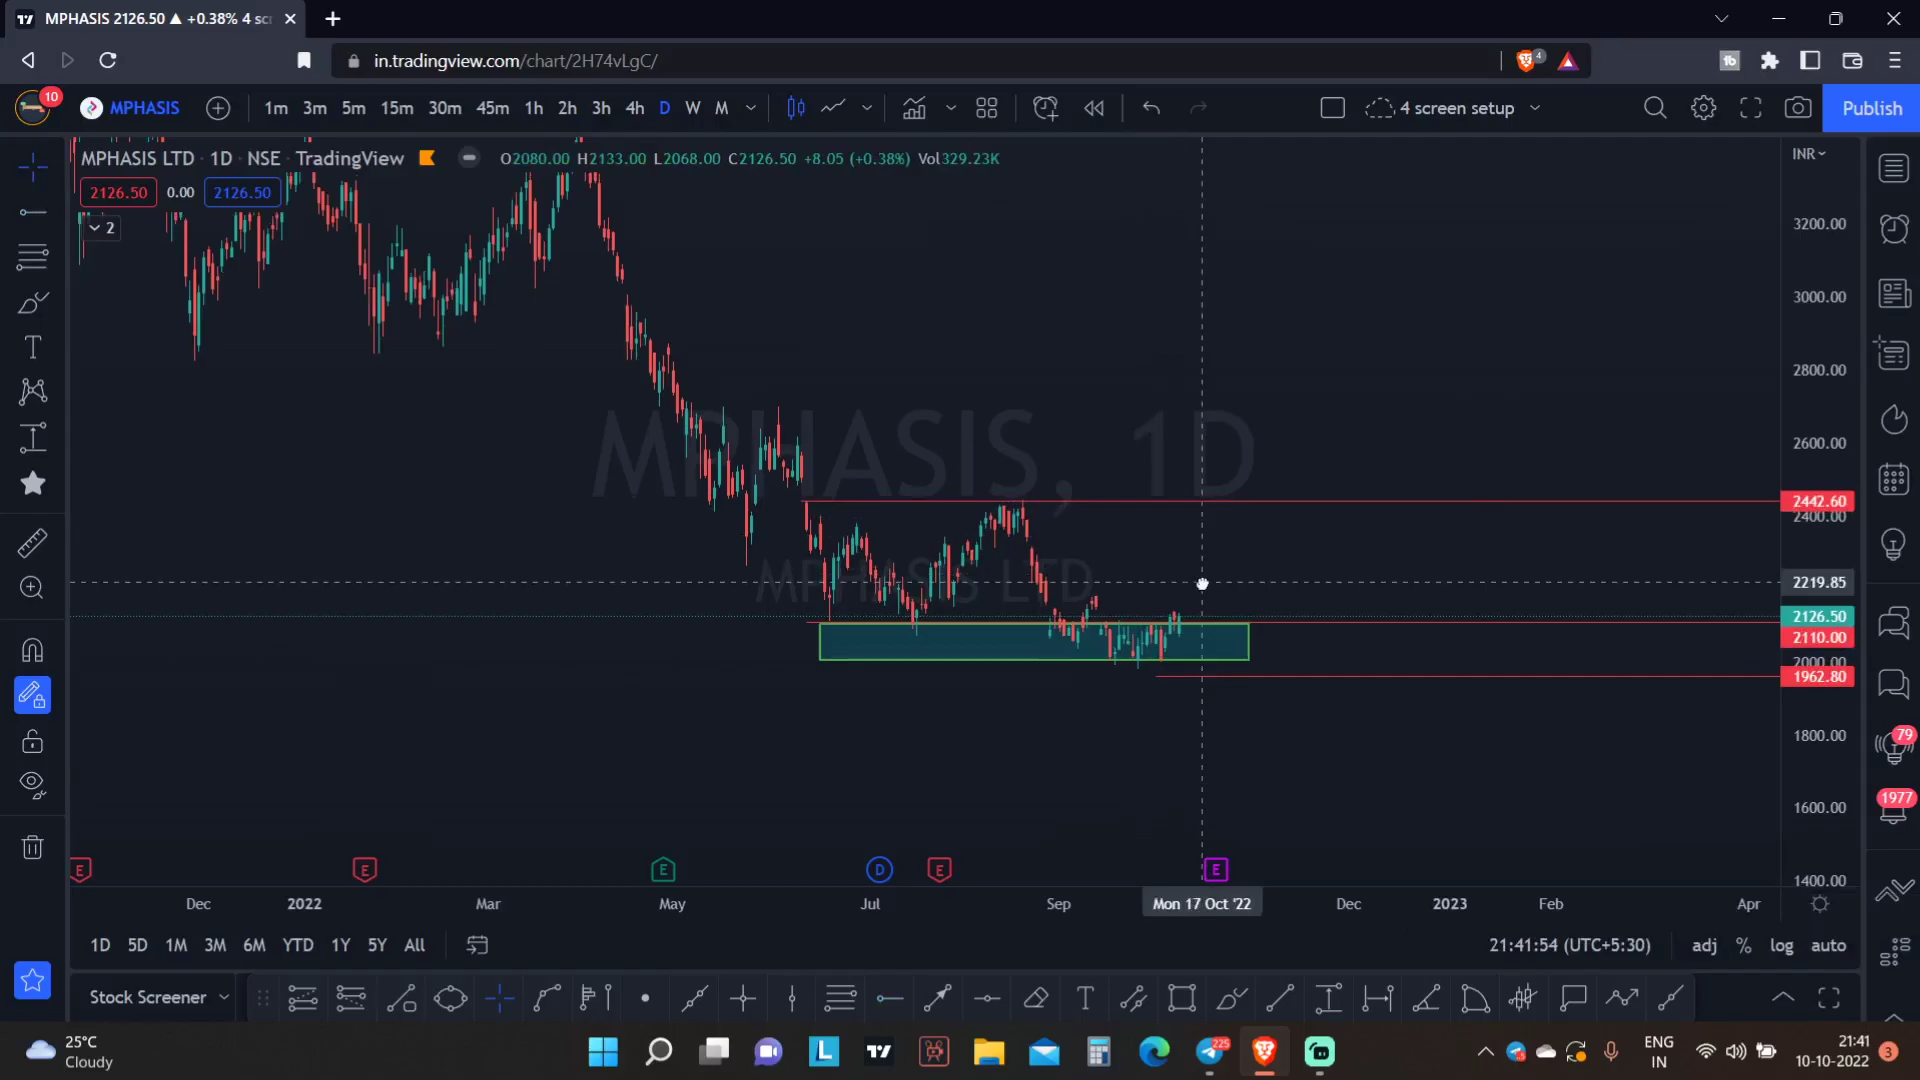 MPHASIS 2126.50 ▲ +0.38% 4 sc
in.tradingview.com/chart/2H74vLgC/
4
10
MPHASIS
1m 3m 5m 15m 30m 45m 1h 2h 3h 4h D W M
4 screen setup
Publish
MPHASIS LTD · 1D · NSE · TradingView
O2080.00 H2133.00 L2068.00 C2126.50 +8.05 (+0.38%) Vol329.23K
INR
2126.50 0.00 2126.50
2
3200.00
3000.00
2800.00
2600.00
2442.60
2400.00
2219.85
2126.50
2110.00
2000.00
1962.80
1800.00
1600.00
1400.00
MPHASIS, 1D
MPHASIS LTD
79
1977
E E E D E E
Dec 2022 Mar May Jul Sep Mon 17 Oct '22 Dec 2023 Feb Apr
1D 5D 1M 3M 6M YTD 1Y 5Y All
21:41:54 (UTC+5:30) adj % log auto
Stock Screener
25°C
Cloudy
225
ENG
IN
21:41
10-10-2022
3